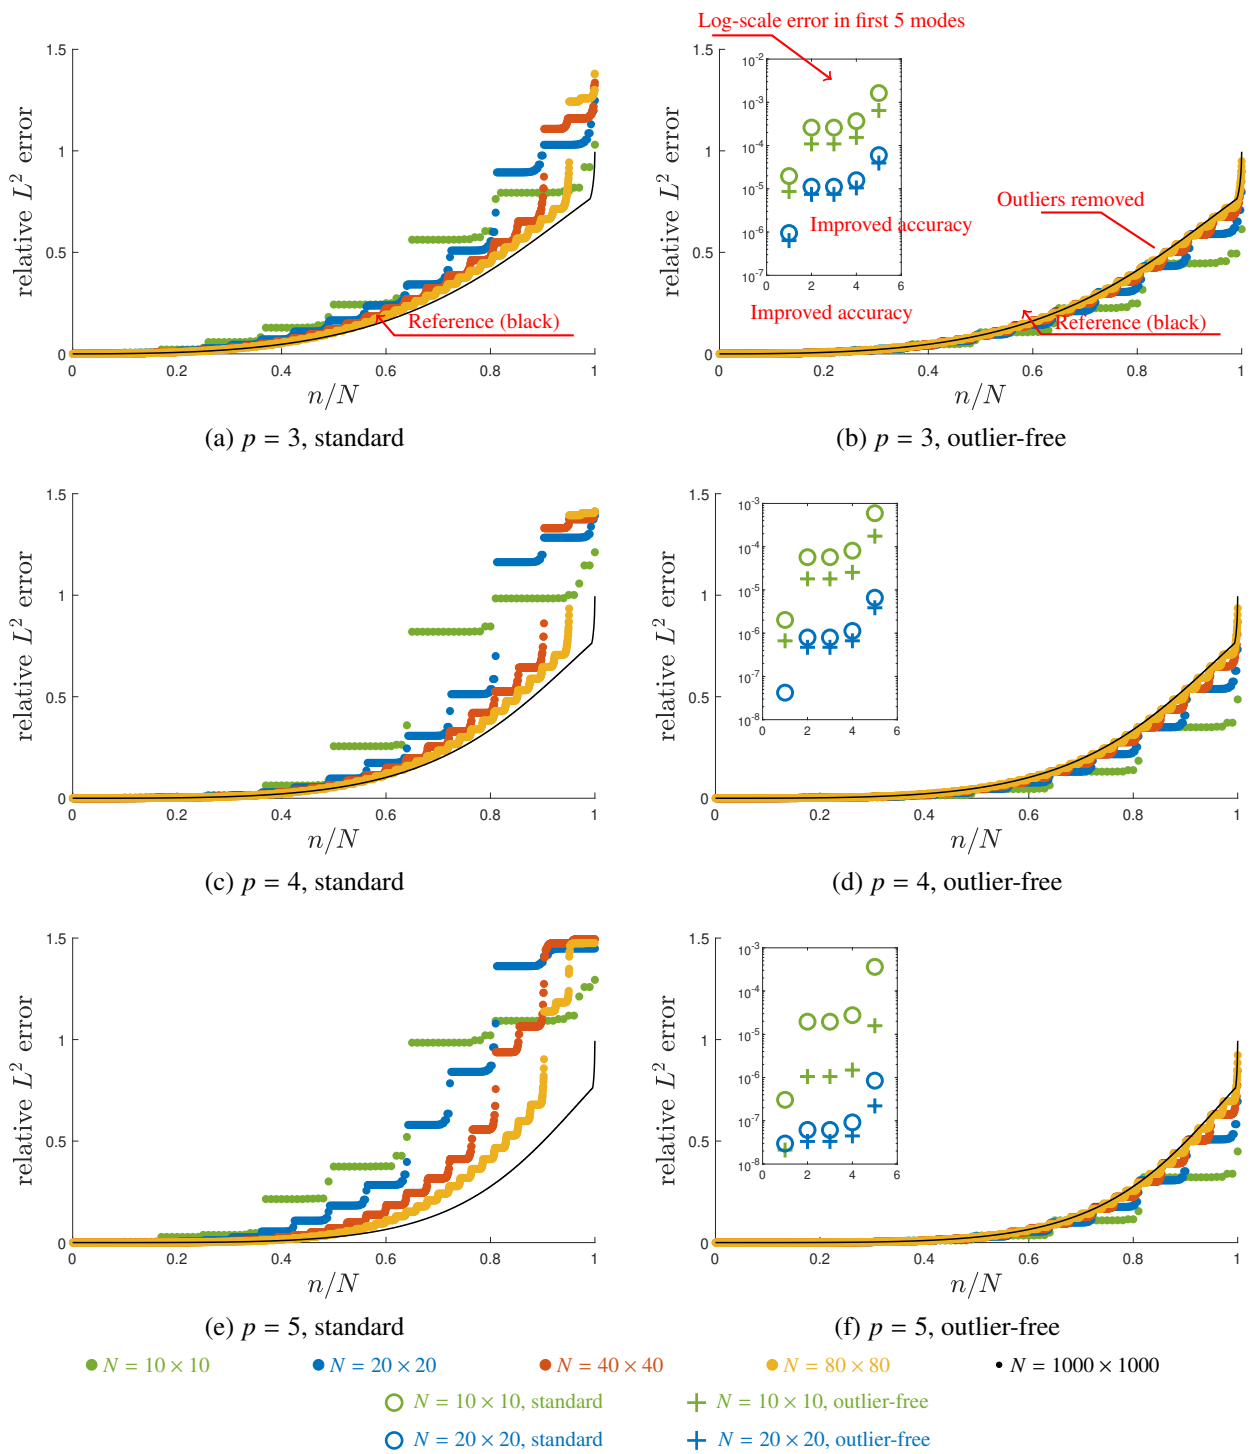 Log-scale error in first 5 modes
1.5
1
0.5
0
relative L² error
0 0.2 0.4 0.6 0.8 1
n/N
Reference (black)
(a) p = 3, standard
1.5
1
0.5
0
relative L² error
10⁻²
10⁻³
10⁻⁴
10⁻⁵
10⁻⁶
10⁻⁷
0 2 4 6
Outliers removed
Improved accuracy
Improved accuracy
Reference (black)
0 0.2 0.4 0.6 0.8 1
n/N
(b) p = 3, outlier-free
1.5
1
0.5
0
relative L² error
0 0.2 0.4 0.6 0.8 1
n/N
(c) p = 4, standard
1.5
1
0.5
0
relative L² error
10⁻³
10⁻⁴
10⁻⁵
10⁻⁶
10⁻⁷
10⁻⁸
0 2 4 6
0 0.2 0.4 0.6 0.8 1
n/N
(d) p = 4, outlier-free
1.5
1
0.5
0
relative L² error
0 0.2 0.4 0.6 0.8 1
n/N
(e) p = 5, standard
1.5
1
0.5
0
relative L² error
10⁻³
10⁻⁴
10⁻⁵
10⁻⁶
10⁻⁷
10⁻⁸
0 2 4 6
0 0.2 0.4 0.6 0.8 1
n/N
(f) p = 5, outlier-free
N = 10 × 10 N = 20 × 20 N = 40 × 40 N = 80 × 80 N = 1000 × 1000
N = 10 × 10, standard N = 10 × 10, outlier-free
N = 20 × 20, standard N = 20 × 20, outlier-free